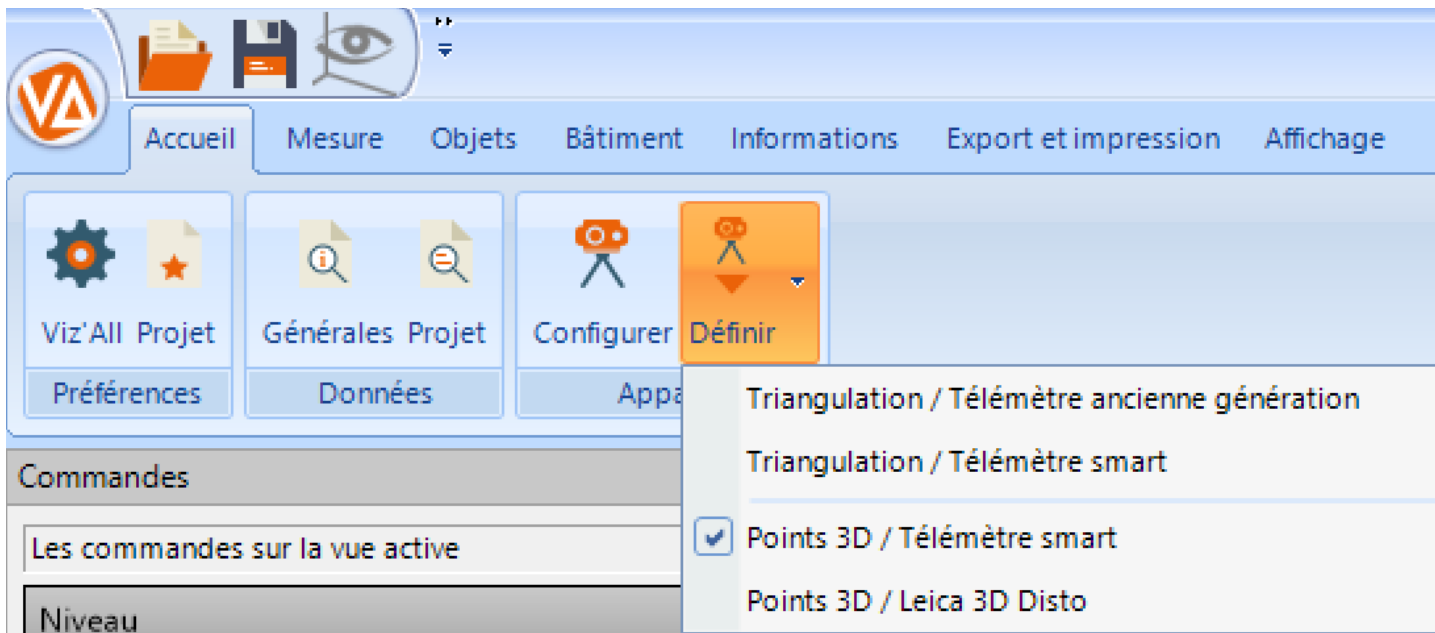 Accueil Mesure Objets Bâtiment Informations Export et impression Affichage
Viz'All Projet Générales Projet Configurer Définir
Préférences Données
Triangulation / Télémètre ancienne génération
Triangulation / Télémètre smart
Points 3D / Télémètre smart
Points 3D / Leica 3D Disto
Commandes
Les commandes sur la vue active
Niveau